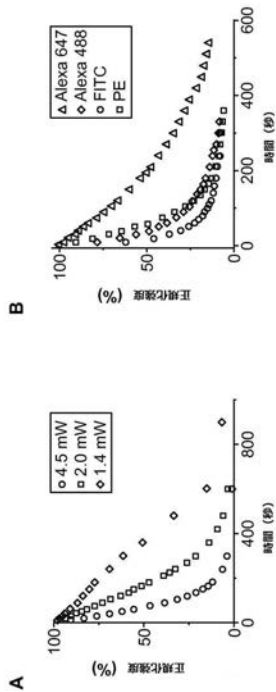 A
正規化強度 (%)
100
50
0
○ 4.5 mW
□ 2.0 mW
◇ 1.4 mW
0
400
800
時間 (秒)
B
正規化強度 (%)
100
50
0
△ Alexa 647
◇ Alexa 488
○ FITC
□ PE
0
200
400
600
時間 (秒)